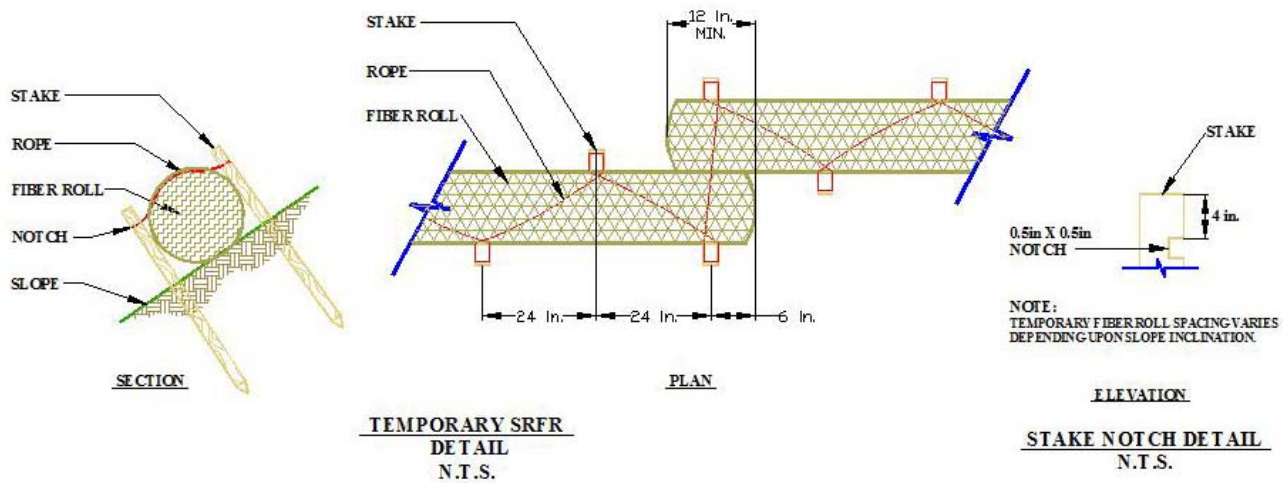 STAKE
ROPE
FIBER ROLL
NOTCH
SLOPE
SECTION
STAKE
ROPE
FIBER ROLL
12 In.
MIN.
24 In.
24 In.
6 In.
PLAN
TEMPORARY SRFR
DETAIL
N.T.S.
STAKE
4 in.
0.5in X 0.5in
NOTCH
NOTE:
TEMPORARY FIBER ROLL SPACING VARIES
DEPENDING UPON SLOPE INCLINATION.
ELEVATION
STAKE NOTCH DETAIL
N.T.S.